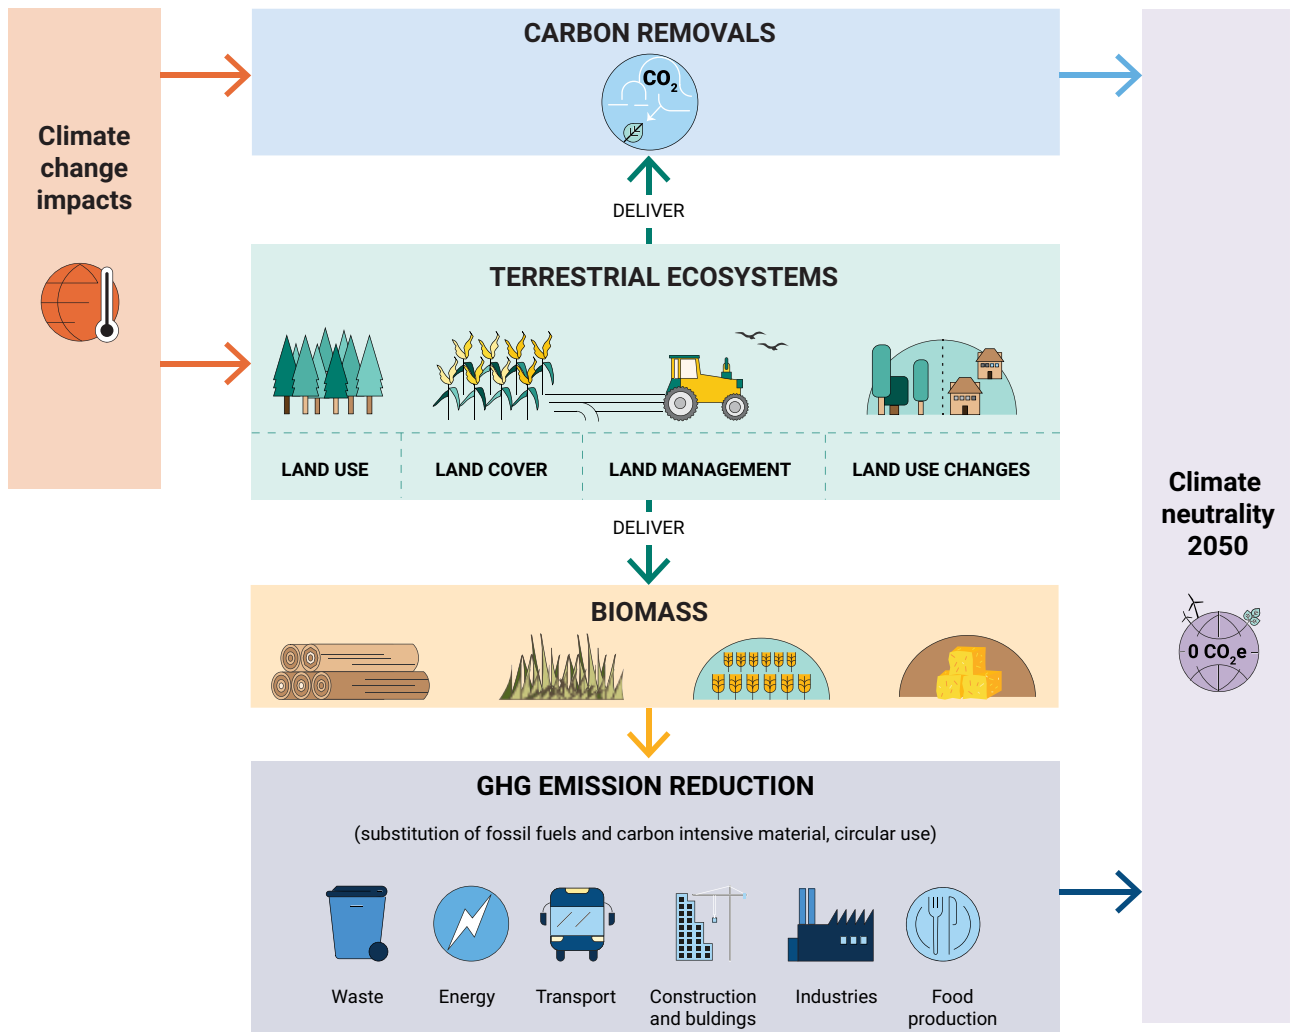 Climate
change
impacts
CARBON REMOVALS
CO₂
DELIVER
TERRESTRIAL ECOSYSTEMS
LAND USE
LAND COVER
LAND MANAGEMENT
LAND USE CHANGES
DELIVER
BIOMASS
GHG EMISSION REDUCTION
(substitution of fossil fuels and carbon intensive material, circular use)
Waste
Energy
Transport
Construction
and buldings
Industries
Food
production
Climate
neutrality
2050
0 CO₂e